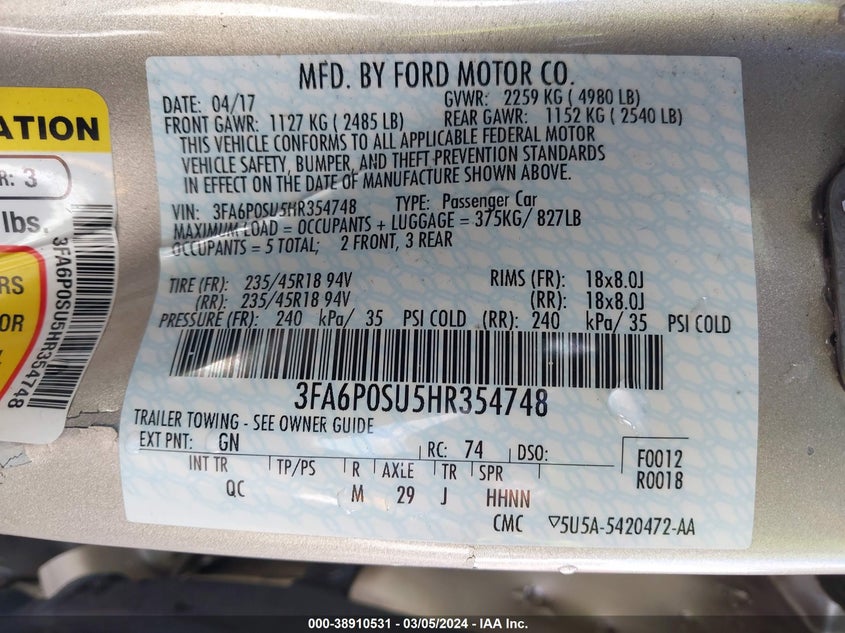 MFD. BY FORD MOTOR CO.
DATE: 04/17 GVWR: 2259 KG ( 4980 LB)
FRONT GAWR: 1127 KG ( 2485 LB) REAR GAWR: 1152 KG ( 2540 LB)
THIS VEHICLE CONFORMS TO ALL APPLICABLE FEDERAL MOTOR
VEHICLE SAFETY, BUMPER, AND THEFT PREVENTION STANDARDS
IN EFFECT ON THE DATE OF MANUFACTURE SHOWN ABOVE.
VIN: 3FA6P0SU5HR354748 TYPE: Passenger Car
MAXIMUM LOAD = OCCUPANTS + LUGGAGE = 375KG/ 827LB
OCCUPANTS = 5 TOTAL; 2 FRONT, 3 REAR
TIRE (FR): 235/45R18 94V RIMS (FR): 18x8.0J
(RR): 235/45R18 94V (RR): 18x8.0J
PRESSURE (FR): 240 kPa/ 35 PSI COLD (RR): 240 kPa/ 35 PSI COLD
3FA6P0SU5HR354748
TRAILER TOWING - SEE OWNER GUIDE
EXT PNT: GN RC: 74 DSO: F0012
R0018
INT TR TP/PS R AXLE TR SPR
QC M 29 J HHNN
CMC ▽5U5A-5420472-AA
ATION
R: 3
lbs.
RS
OR
Y
3FA6P0SU5HR354748
000-38910531 - 03/05/2024 - IAA Inc.